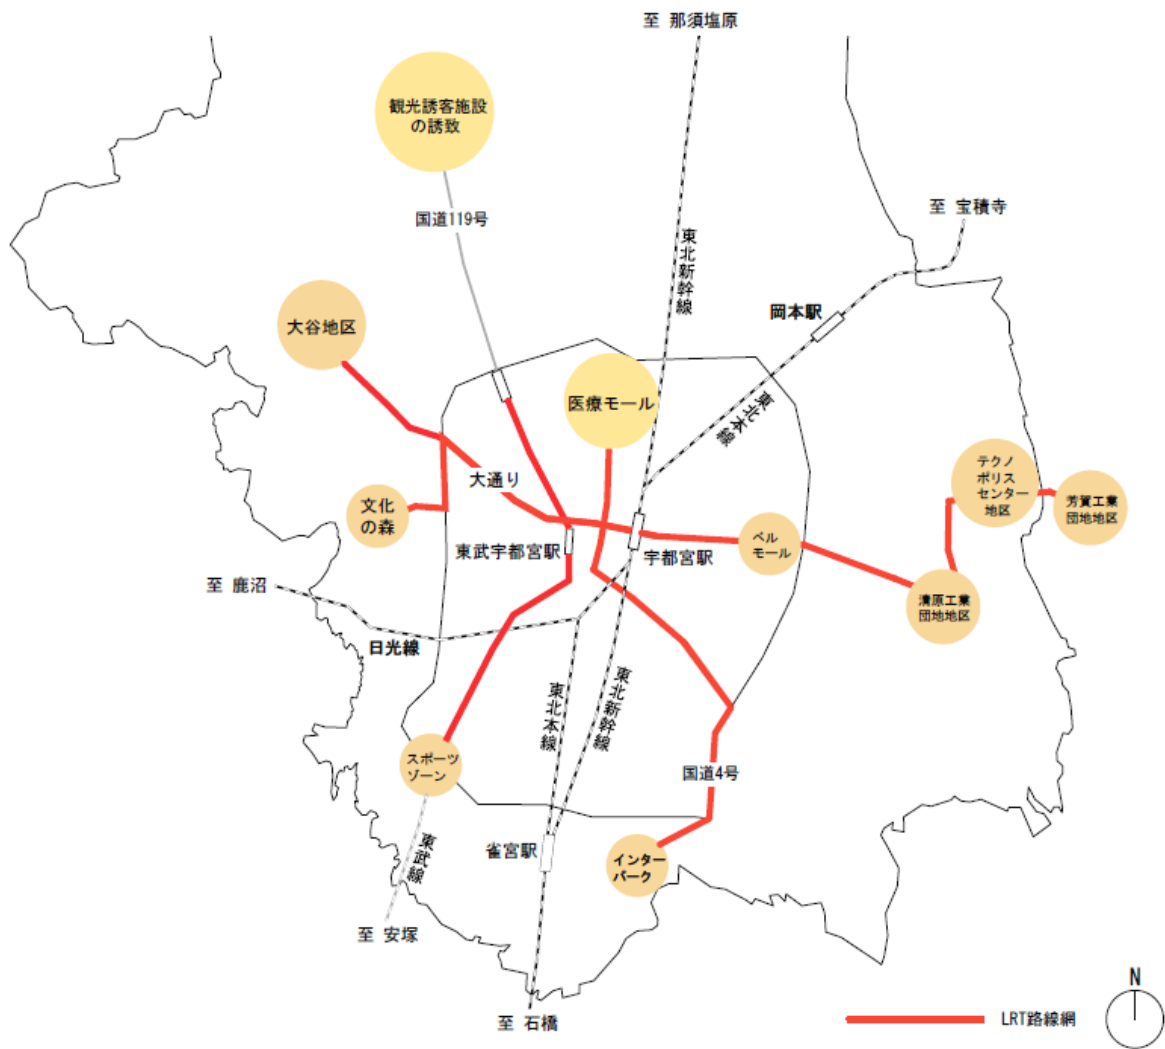 至 那須塩原
観光誘客施設
の誘致
至 宝積寺
国道119号
東北新幹線
岡本駅
大谷地区
医療モール
東北本線
テクノ
ポリス
センター
地区
大通り
文化
の森
芳賀工業
団地地区
東武宇都宮駅
宇都宮駅
ベル
モール
至 鹿沼
清原工業
団地地区
日光線
東北本線
東北新幹線
スポーツ
ゾーン
国道4号
東武線
雀宮駅
インター
パーク
至 安塚
至 石橋
N
LRT路線網